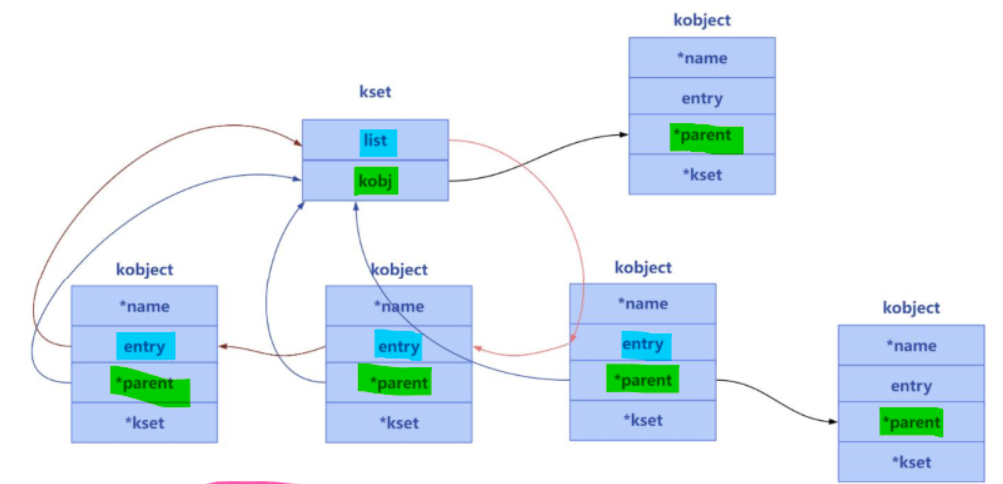 kobject
*name
entry
*parent
*kset
kset
list
kobj
kobject
*name
entry
*parent
*kset
kobject
*name
entry
*parent
*kset
kobject
*name
entry
*parent
*kset
kobject
*name
entry
*parent
*kset